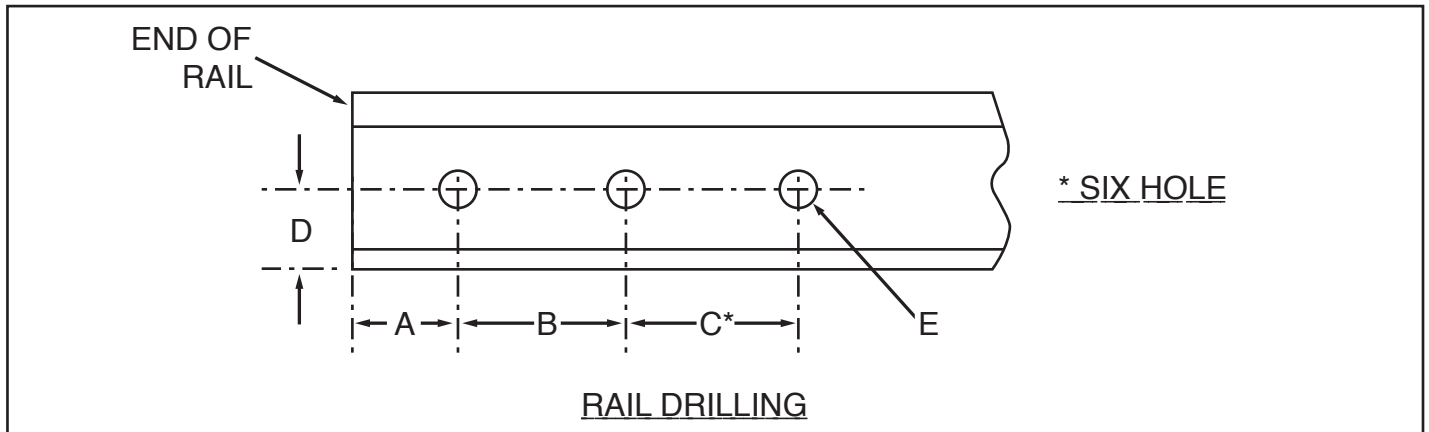 END OF
RAIL
* SIX HOLE
D
A
B
C*
E
RAIL DRILLING